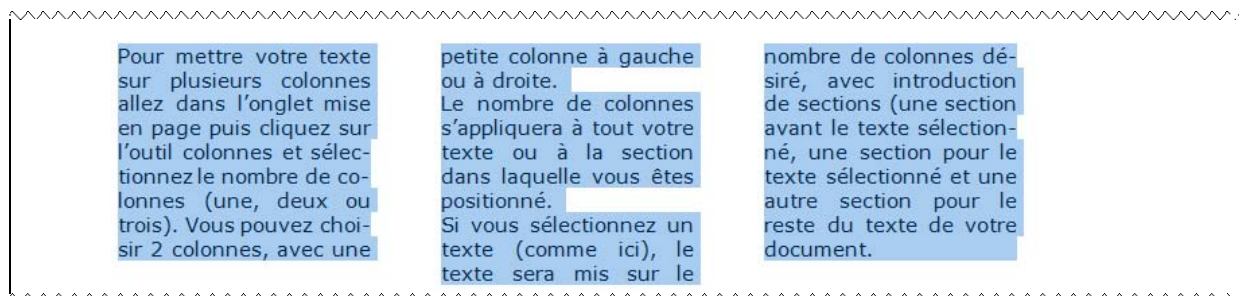 Pour mettre votre texte
sur plusieurs colonnes
allez dans l'onglet mise
en page puis cliquez sur
l'outil colonnes et sélec-
tionnez le nombre de co-
lonnes (une, deux ou
trois). Vous pouvez choi-
sir 2 colonnes, avec une
petite colonne à gauche
ou à droite.
Le nombre de colonnes
s'appliquera à tout votre
texte ou à la section
dans laquelle vous êtes
positionné.
Si vous sélectionnez un
texte (comme ici), le
texte sera mis sur le
nombre de colonnes dé-
siré, avec introduction
de sections (une section
avant le texte sélection-
né, une section pour le
texte sélectionné et une
autre section pour le
reste du texte de votre
document.